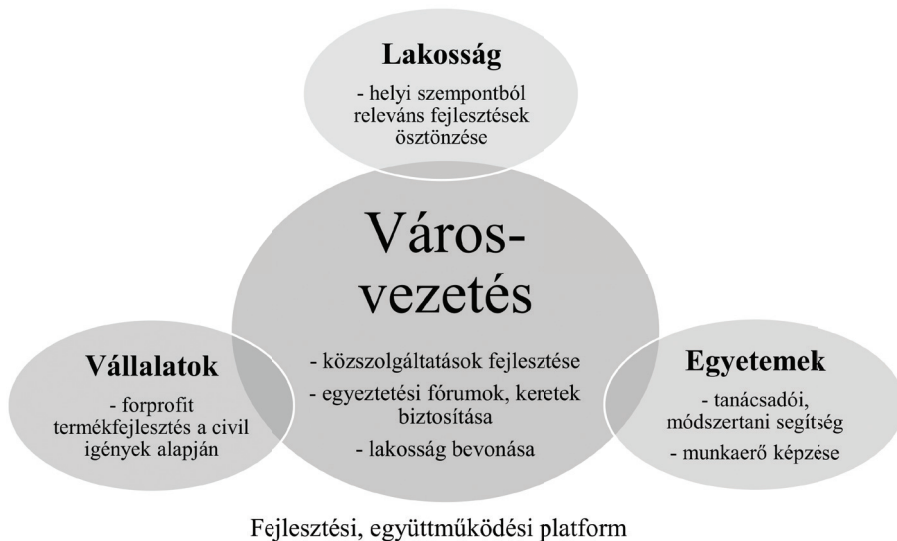 Lakosság
- helyi szempontból
releváns fejlesztések
ösztönzése
Város-
vezetés
- közszolgáltatások fejlesztése
- egyeztetési fórumok, keretek
biztosítása
- lakosság bevonása
Vállalatok
- forprofit
termékfejlesztés a civil
igények alapján
Egyetemek
- tanácsadói,
módszertani segítség
- munkaerő képzése
Fejlesztési, együttműködési platform